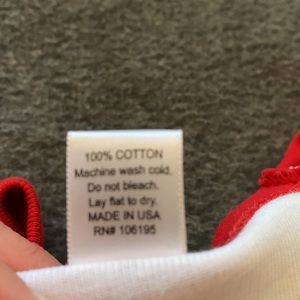 100% COTTON
Machine wash cold.
Do not bleach.
Lay flat to dry.
MADE IN USA
RN# 106195